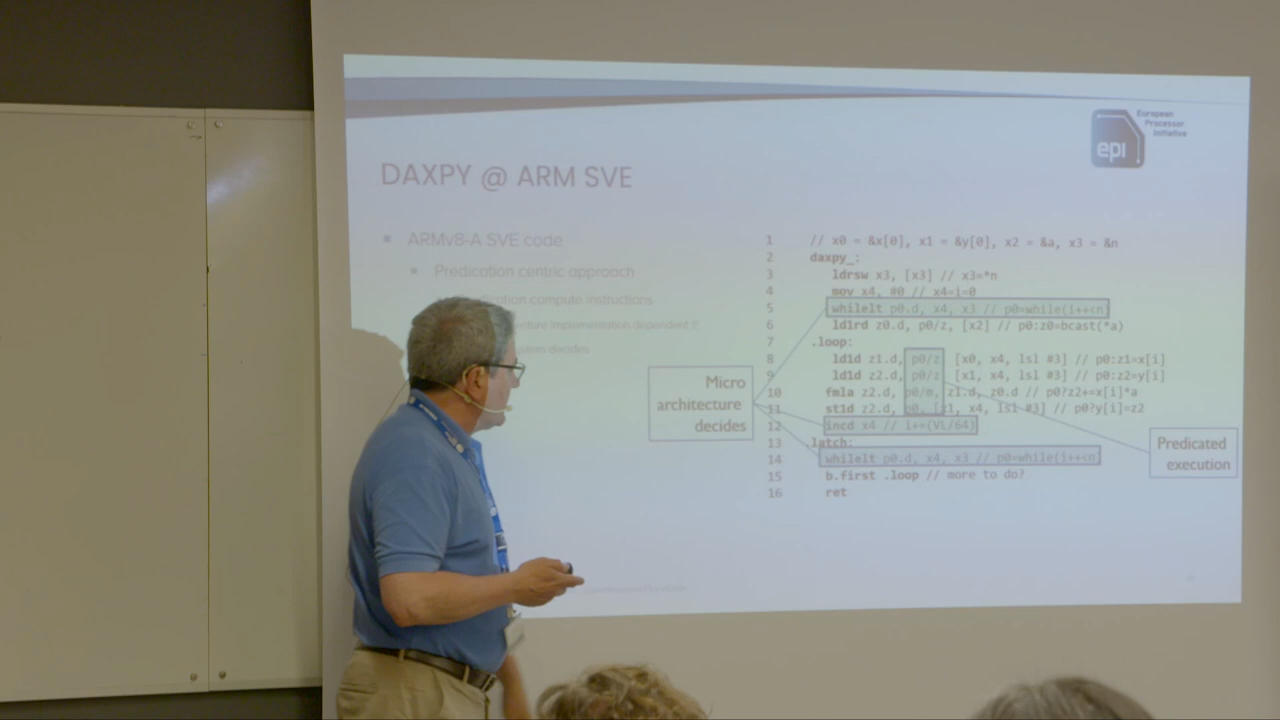 European
Processor
Initiative
epi
DAXPY @ ARM SVE
ARMv8-A SVE code
Predication centric approach
compute instructions
implementation dependent !!
decides
1 // x0 = &x[0], x1 = &y[0], x2 = &a, x3 = &n
2 daxpy_:
3 ldrsw x3, [x3] // x3=*n
4 mov x4, #0 // x4=i=0
5 whilelt p0.d, x4, x3 // p0=while(i++<n)
6 ld1rd z0.d, p0/z, [x2] // p0:z0=bcast(*a)
7 .loop:
8 ld1d z1.d, p0/z, [x0, x4, lsl #3] // p0:z1=x[i]
9 ld1d z2.d, p0/z, [x1, x4, lsl #3] // p0:z2=y[i]
10 fmla z2.d, p0/m, z1.d, z0.d // p0?z2+=x[i]*a
11 st1d z2.d, p0, [x1, x4, lsl #3] // p0?y[i]=z2
12 incd x4 // i+=(VL/64)
13 .latch:
14 whilelt p0.d, x4, x3 // p0=while(i++<n)
15 b.first .loop // more to do?
16 ret
Micro
architecture
decides
Predicated
execution